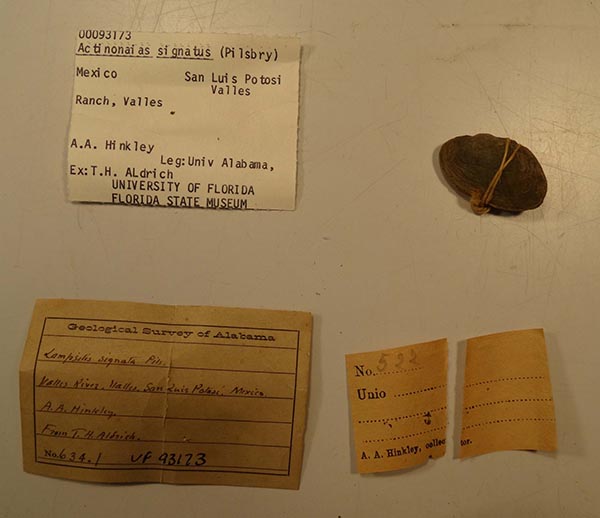 00093173
Actinonaias signatus (Pilsbry)
Mexico San Luis Potosi
Valles
Ranch, Valles
A.A. Hinkley
Leg:Univ Alabama,
Ex:T.H. ALdrich
UNIVERSITY OF FLORIDA
FLORIDA STATE MUSEUM
Geological Survey of Alabama
Lampsilis signata Pils.
Valles River, Valles, San Luis Potosi, Mexico.
A. A. Hinkley.
From T. H. Aldrich.
No. 634.1 UF 93173
No. 522
Unio
A. A. Hinkley, collector.